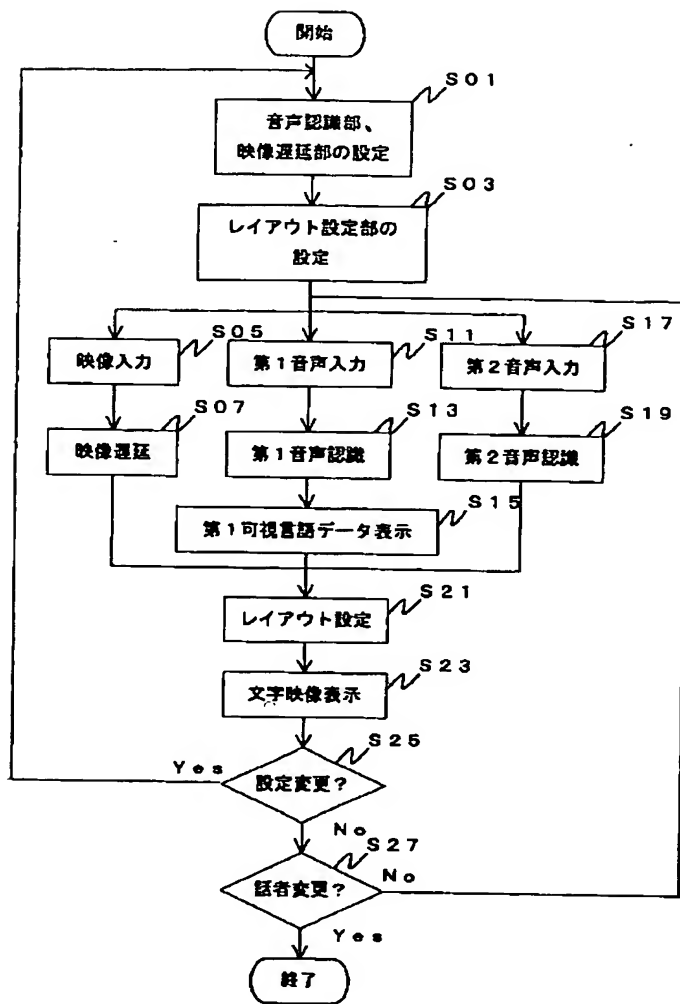 開始
S01
音声認識部、
映像遅延部の設定
S03
レイアウト設定部の
設定
S05
映像入力
S11
第1音声入力
S17
第2音声入力
S07
映像遅延
S13
第1音声認識
S19
第2音声認識
S15
第1可視言語データ表示
S21
レイアウト設定
S23
文字映像表示
S25
Yes
設定変更?
No
S27
話者変更?
No
Yes
終了